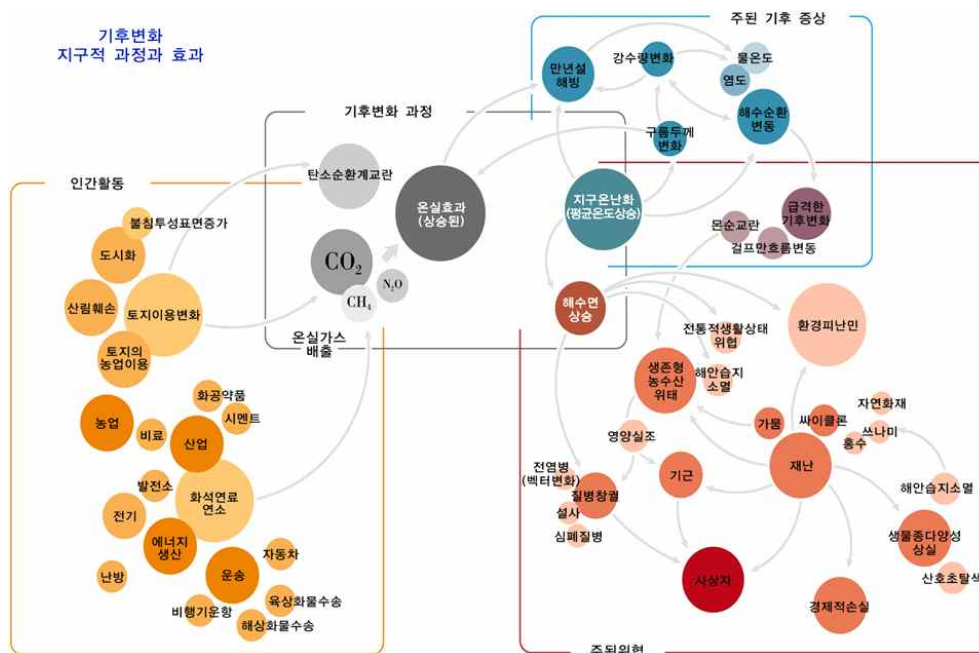 기후변화
지구적 과정과 효과
주된 기후 증상
만년설
해빙
강수량변화
물온도
염도
해수순환
변동
구름두께
변화
지구온난화
(평균온도상승)
급격한
기후변화
몬순교란
걸프만흐름변동
기후변화 과정
탄소순환계교란
온실효과
(상승된)
CO₂
CH₄
N₂O
온실가스
배출
해수면
상승
인간활동
불침투성표면증가
도시화
산림훼손
토지이용변화
토지의
농업이용
화공약품
시멘트
농업
비료
산업
발전소
화석연료
연소
전기
에너지
생산
난방
운송
자동차
비행기운항
육상화물수송
해상화물수송
전통적생활상태
위협
환경피난민
생존형
농수산
위태
해안습지
소멸
자연화재
가뭄
싸이클론
쓰나미
홍수
영양실조
재난
전염병
(벡터변화)
질병창궐
기근
해안습지소멸
설사
심폐질병
생물종다양성
상실
사상자
경제적손실
산호초탈색
주된위협